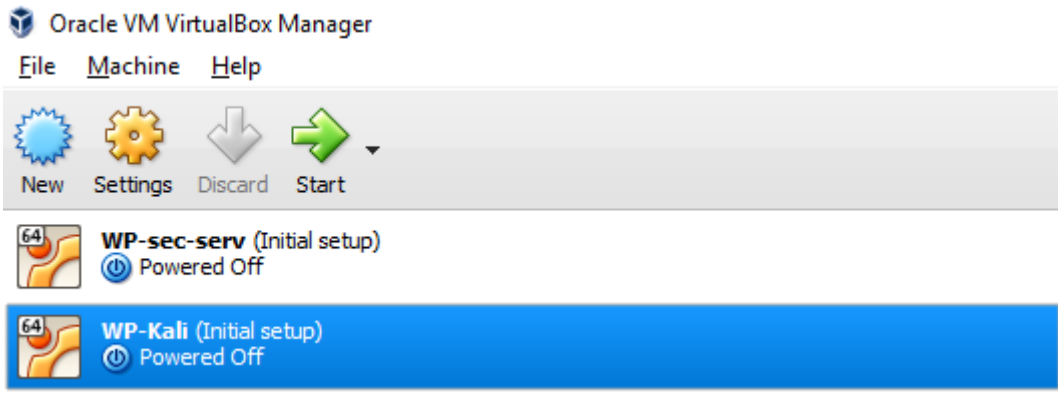 Oracle VM VirtualBox Manager
File Machine Help
New Settings Discard Start
64 WP-sec-serv (Initial setup)
Powered Off
64 WP-Kali (Initial setup)
Powered Off